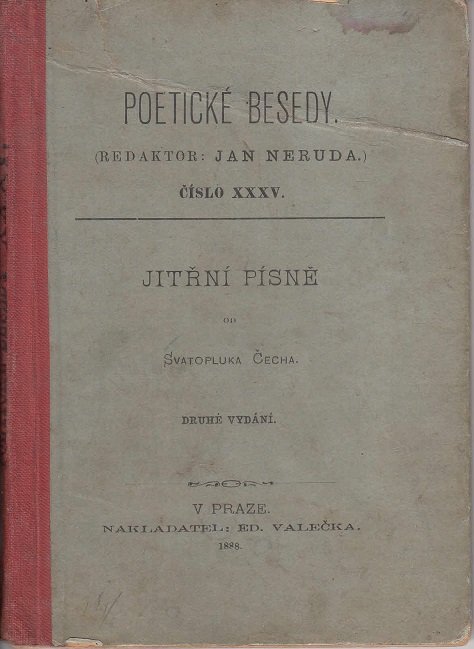 POETICKÉ BESEDY.
(REDAKTOR: JAN NERUDA.)
ČÍSLO XXXV.
JITŘNÍ PÍSNĚ
OD
SVATOPLUKA ČECHA.
DRUHÉ VYDÁNÍ.
V PRAZE.
NAKLADATEL: ED. VALEČKA.
1888.